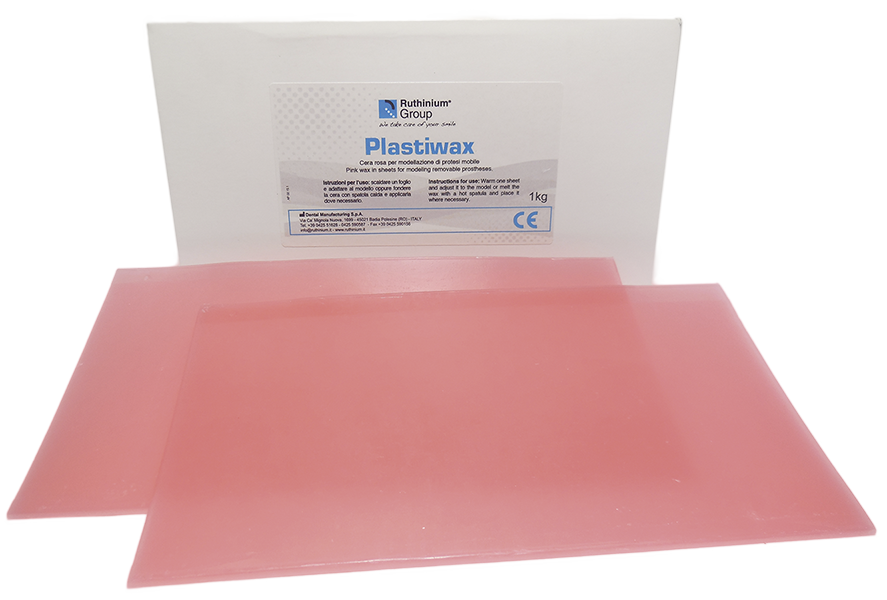 Ruthinium®
Group
We take care of your smile
Plastiwax
Cera rosa per modellazione di protesi mobile
Pink wax in sheets for modeling removable prostheses.
Istruzioni per l'uso: scaldare un foglio
e adattare al modello oppure fondere
la cera con spatola calda e applicarla
dove necessario.
Instructions for use: Warm one sheet
and adjust it to the model or melt the
wax with a hot spatula and place it
where necessary.
1kg
Dental Manufacturing S.p.A.
Via Ca' Mignola Nuova, 1699 - 45021 Badia Polesine (RO) - ITALY
Tel. +39 0425 51628 - 0425 590567 - Fax +39 0425 590156
info@ruthinium.it - www.ruthinium.it
CE